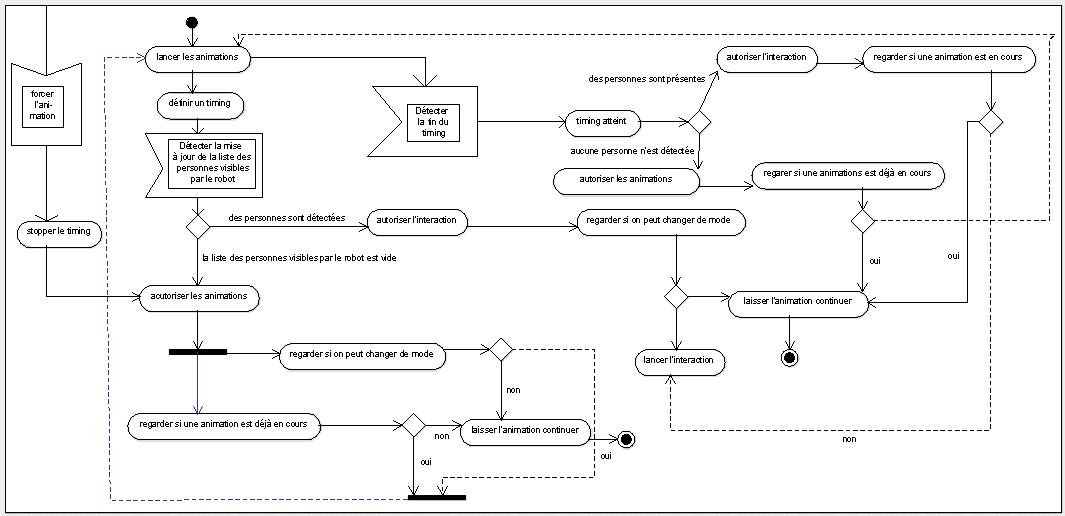 lancer les animations
autoriser l'interaction
regarder si une animation est en cours
des personnes sont présentes
forcer
l'ani-
mation
définir un timing
Détecter
la fin du
timing
timing atteint
Détecter la mise
à jour de la liste des
personnes visibles
par le robot
aucune personne n'est détectée
autoriser les animations
regarer si une animations est déjà en cours
stopper le timing
des personnes sont détectées
autoriser l'interaction
regarder si on peut changer de mode
la liste des personnes visibles par le robot est vide
oui
oui
aoutoriser les animations
laisser l'animation continuer
regarder si on peut changer de mode
lancer l'interaction
non
regarder si une animation est déjà en cours
non
laisser l'animation continuer
non
oui
oui